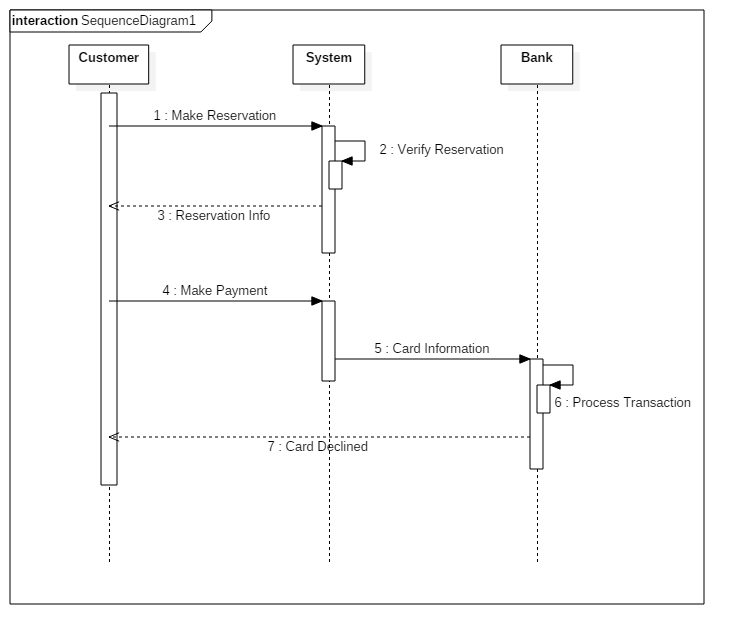 interaction SequenceDiagram1
Customer
System
Bank
1 : Make Reservation
2 : Verify Reservation
3 : Reservation Info
4 : Make Payment
5 : Card Information
6 : Process Transaction
7 : Card Declined